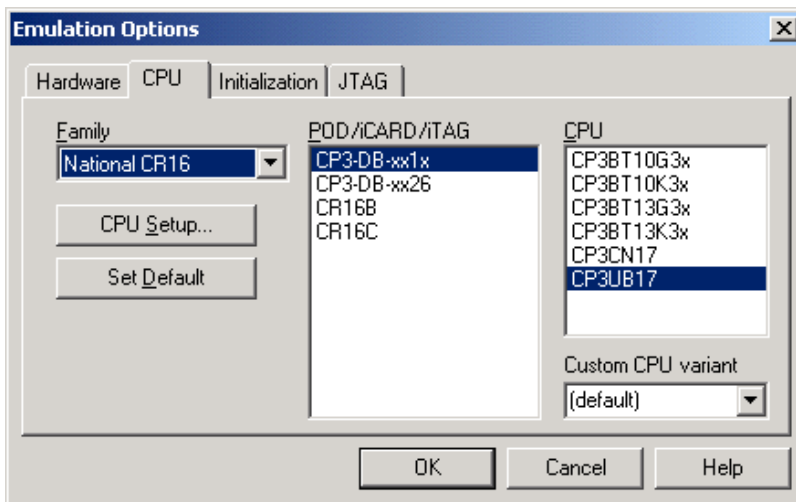 Emulation Options
Hardware CPU Initialization JTAG
Family
National CR16
CPU Setup...
Set Default
POD/iCARD/iTAG
CP3-DB-xx1x
CP3-DB-xx26
CR16B
CR16C
CPU
CP3BT10G3x
CP3BT10K3x
CP3BT13G3x
CP3BT13K3x
CP3CN17
CP3UB17
Custom CPU variant
(default)
OK Cancel Help